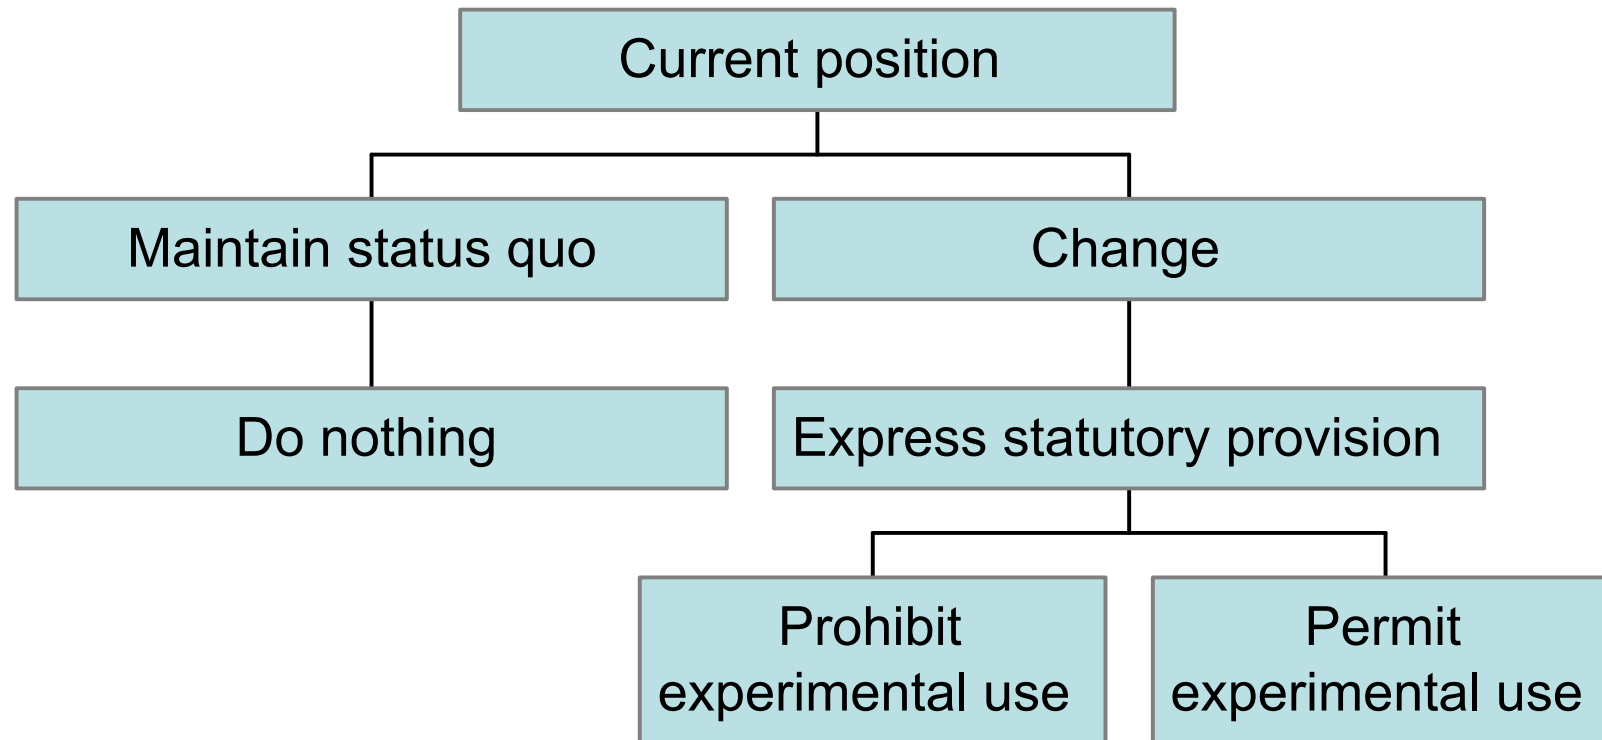 Current position
Maintain status quo
Change
Do nothing
Express statutory provision
Prohibit
experimental use
Permit
experimental use